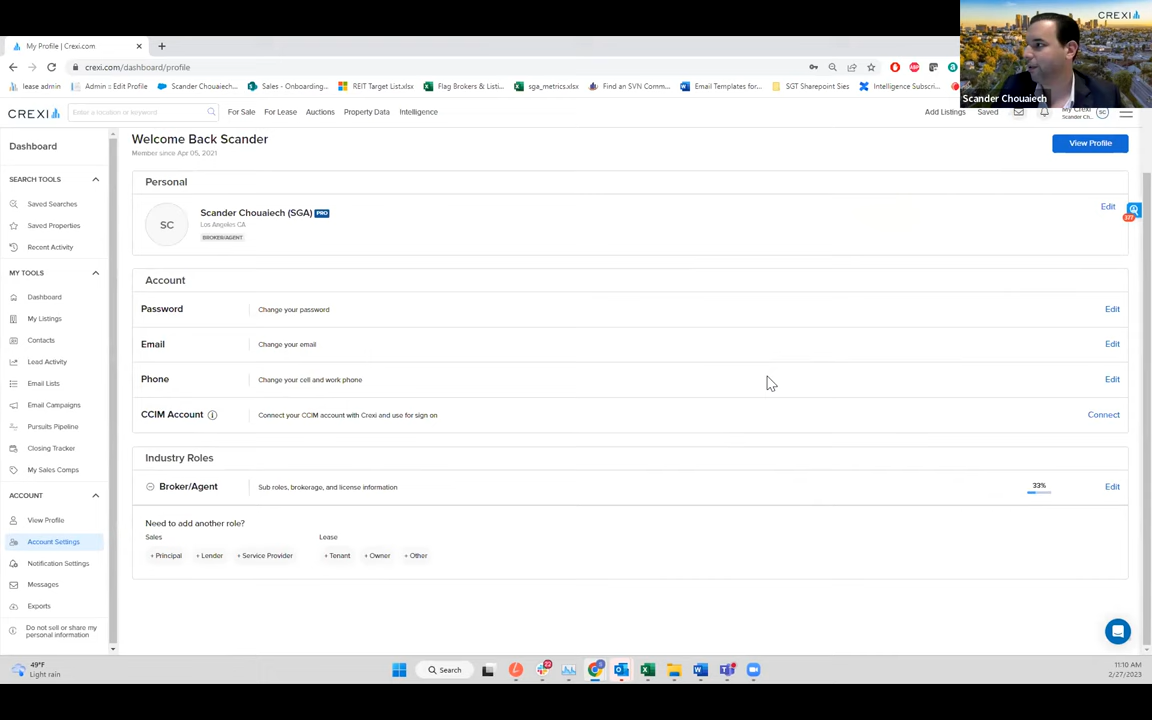 My Profile | Crexi.com
crexi.com/dashboard/profile
lease admin
Admin :: Edit Profile
Scander Chouaiech...
Sales - Onboarding...
REIT Target List.xlsx
Flag Brokers & Listi...
sga_metrics.xlsx
Find an SVN Comm...
Email Templates for...
SGT Sharepoint Sies
Intelligence Subscri...
CREXI
Scander Chouaiech
CREXI
Enter a location or keyword
For Sale
For Lease
Auctions
Property Data
Intelligence
Add Listings
Saved
My Crexi
Scander Ch...
SC
Dashboard
SEARCH TOOLS
Saved Searches
Saved Properties
Recent Activity
MY TOOLS
Dashboard
My Listings
Contacts
Lead Activity
Email Lists
Email Campaigns
Pursuits Pipeline
Closing Tracker
My Sales Comps
ACCOUNT
View Profile
Account Settings
Notification Settings
Messages
Exports
Do not sell or share my
personal information
Welcome Back Scander
Member since Apr 05, 2021
View Profile
Personal
SC
Scander Chouaiech (SGA) PRO
Los Angeles CA
BROKER/AGENT
Edit
Account
Password
Change your password
Edit
Email
Change your email
Edit
Phone
Change your cell and work phone
Edit
CCIM Account
Connect your CCIM account with Crexi and use for sign on
Connect
Industry Roles
Broker/Agent
Sub roles, brokerage, and license information
33%
Edit
Need to add another role?
Sales
Lease
+ Principal
+ Lender
+ Service Provider
+ Tenant
+ Owner
+ Other
49°F
Light rain
Search
11:10 AM
2/27/2023